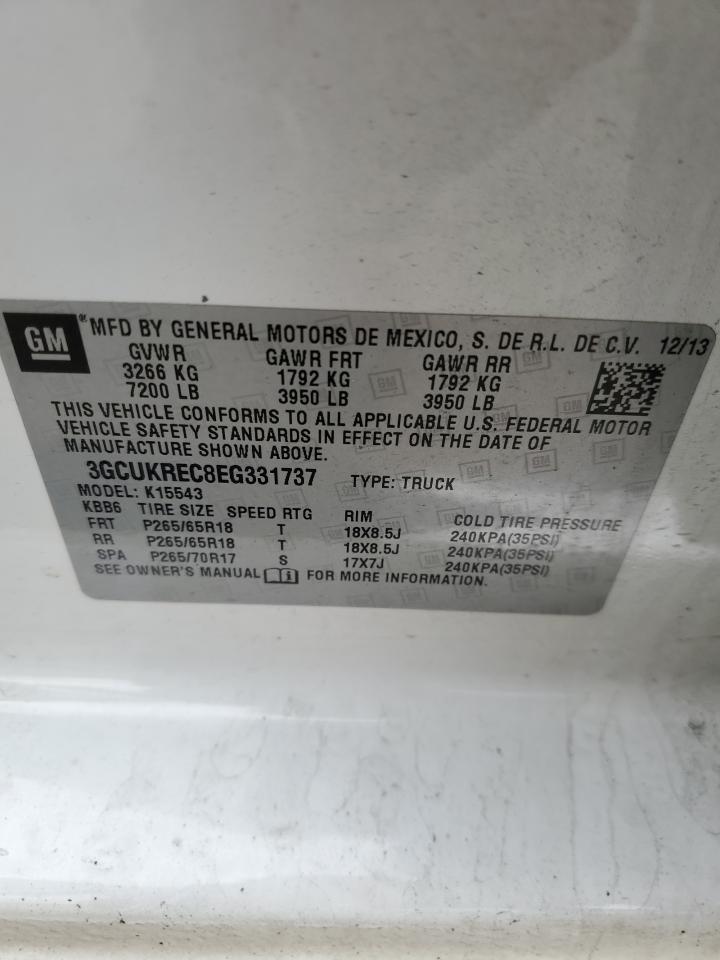 GM ® MFD BY GENERAL MOTORS DE MEXICO, S. DE R.L. DE C.V. 12/13
GVWR GAWR FRT GAWR RR
3266 KG 1792 KG 1792 KG
7200 LB 3950 LB 3950 LB
THIS VEHICLE CONFORMS TO ALL APPLICABLE U.S. FEDERAL MOTOR
VEHICLE SAFETY STANDARDS IN EFFECT ON THE DATE OF
MANUFACTURE SHOWN ABOVE.
3GCUKREC8EG331737 TYPE: TRUCK
MODEL: K15543
KBB6 TIRE SIZE SPEED RTG RIM COLD TIRE PRESSURE
FRT P265/65R18 T 18X8.5J 240KPA(35PSI)
RR P265/65R18 T 18X8.5J 240KPA(35PSI)
SPA P265/70R17 S 17X7J 240KPA(35PSI)
SEE OWNER'S MANUAL FOR MORE INFORMATION.